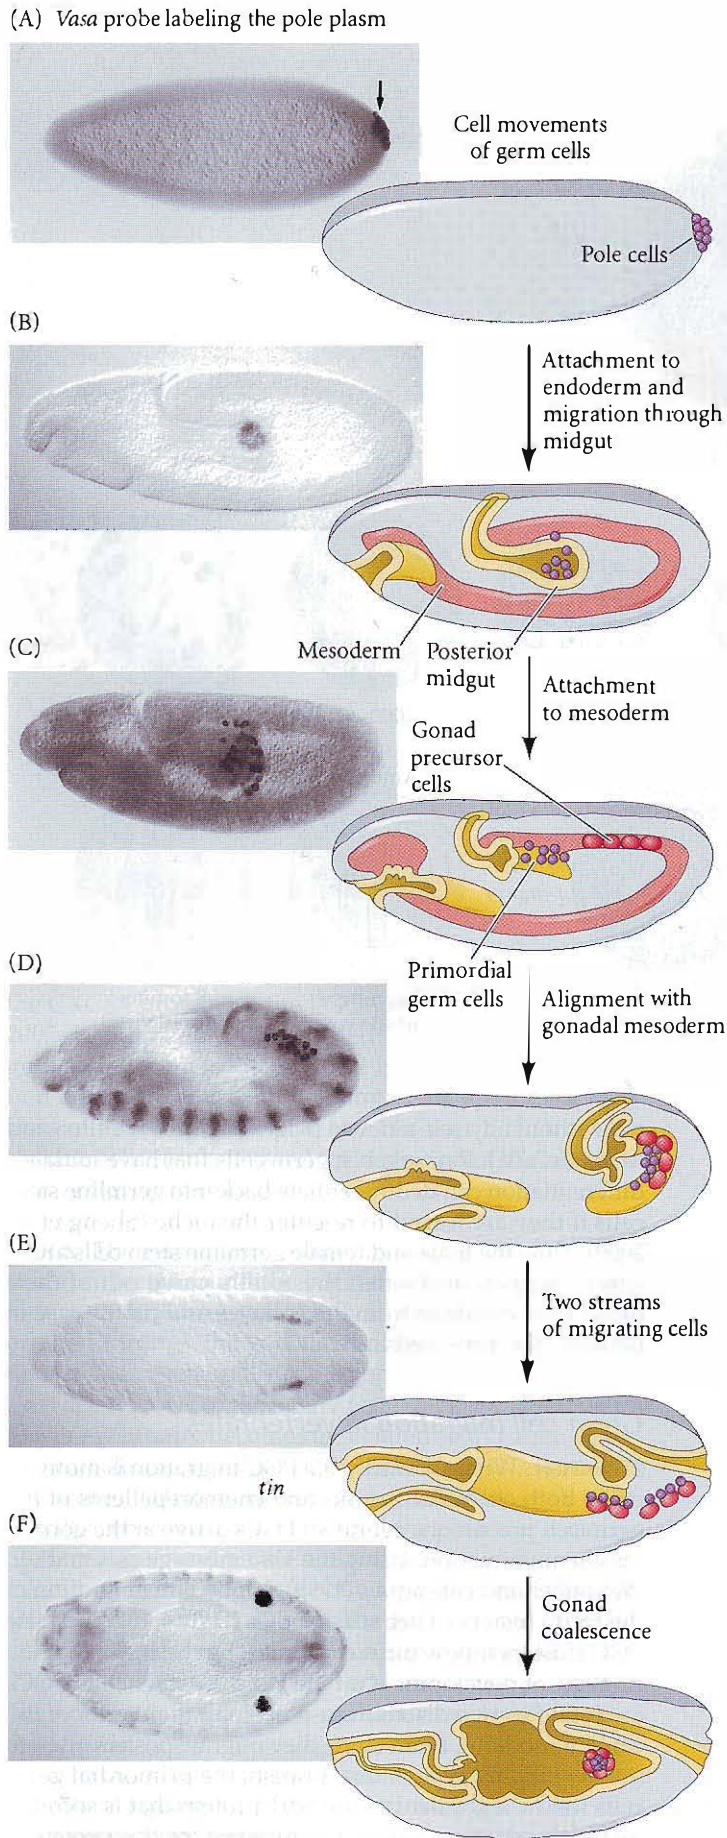 (A) Vasa probe labeling the pole plasm
Cell movements
of germ cells
Pole cells
(B)
Attachment to
endoderm and
migration through
midgut
Mesoderm
Posterior
midgut
(C)
Attachment
to mesoderm
Gonad
precursor
cells
Primordial
germ cells
(D)
Alignment with
gonadal mesoderm
(E)
Two streams
of migrating cells
tin
(F)
Gonad
coalescence